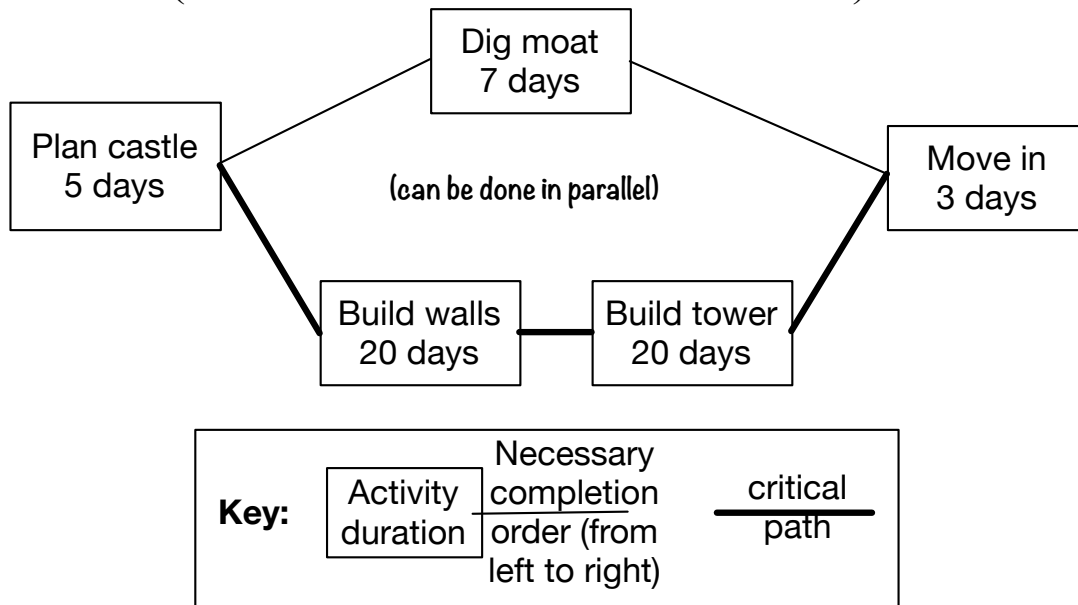 Dig moat
7 days
Plan castle
5 days
Move in
3 days
(can be done in parallel)
Build walls
20 days
Build tower
20 days
Key:
Activity
duration
Necessary
completion
order (from
left to right)
critical
path